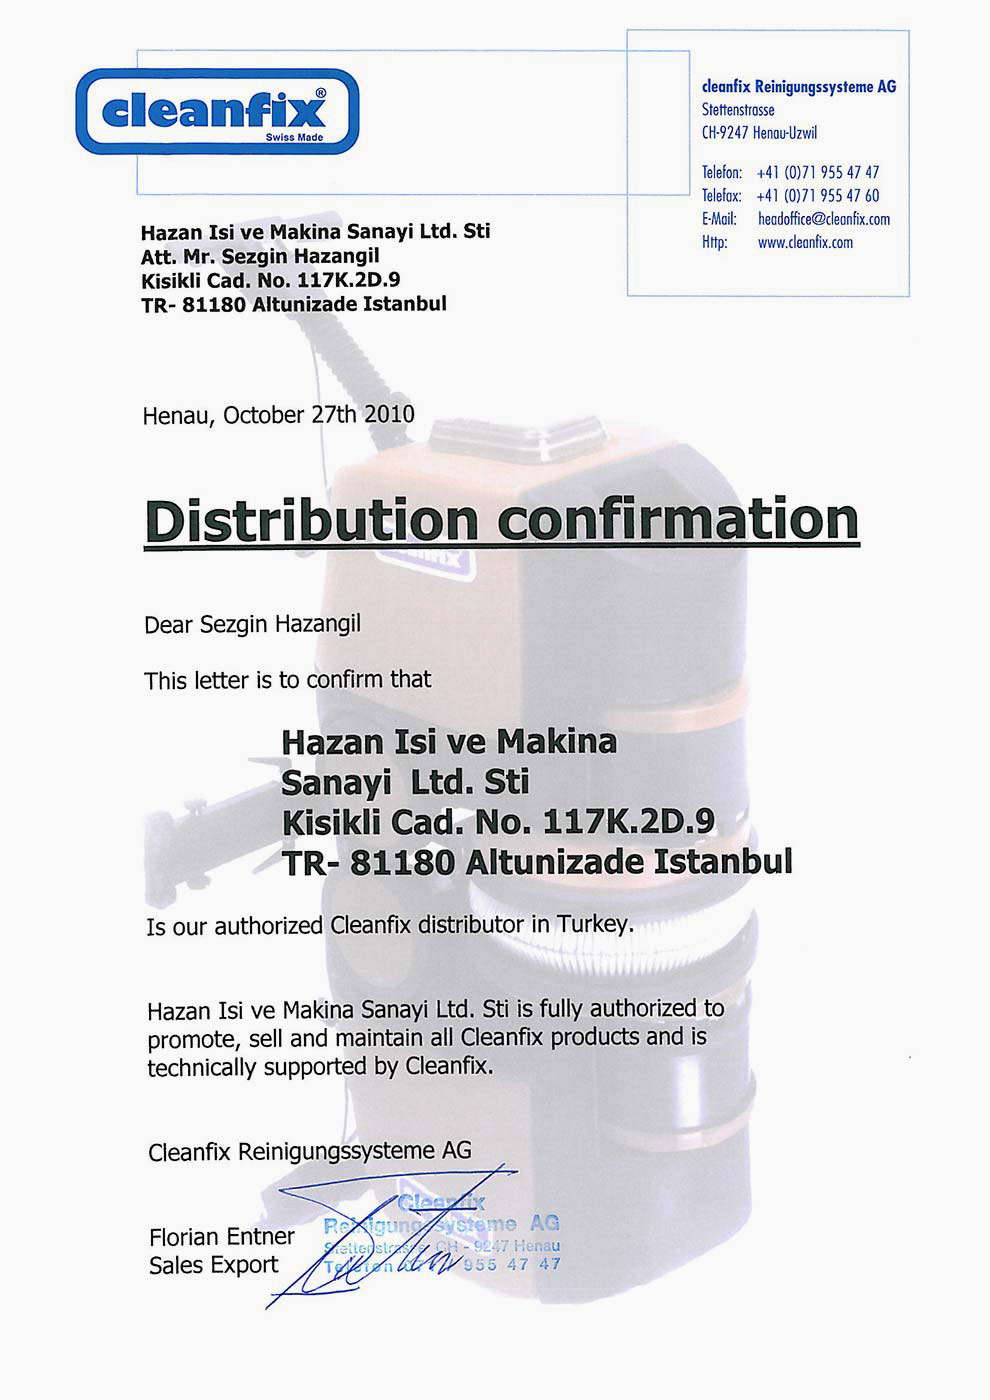 cleanfix®
Swiss Made
cleanfix Reinigungssysteme AG
Stettenstrasse
CH-9247 Henau-Uzwil
Telefon: +41 (0)71 955 47 47
Telefax: +41 (0)71 955 47 60
E-Mail: headoffice@cleanfix.com
Http: www.cleanfix.com
Hazan Isi ve Makina Sanayi Ltd. Sti
Att. Mr. Sezgin Hazangil
Kisikli Cad. No. 117K.2D.9
TR- 81180 Altunizade Istanbul
Henau, October 27th 2010
Distribution confirmation
cleanfix
Dear Sezgin Hazangil
This letter is to confirm that
Hazan Isi ve Makina
Sanayi Ltd. Sti
Kisikli Cad. No. 117K.2D.9
TR- 81180 Altunizade Istanbul
Is our authorized Cleanfix distributor in Turkey.
Hazan Isi ve Makina Sanayi Ltd. Sti is fully authorized to
promote, sell and maintain all Cleanfix products and is
technically supported by Cleanfix.
Cleanfix Reinigungssysteme AG
Florian Entner
Sales Export
Cleanfix
Reinigungssysteme AG
Stettenstrasse CH - 9247 Henau
Telefon 955 47 47